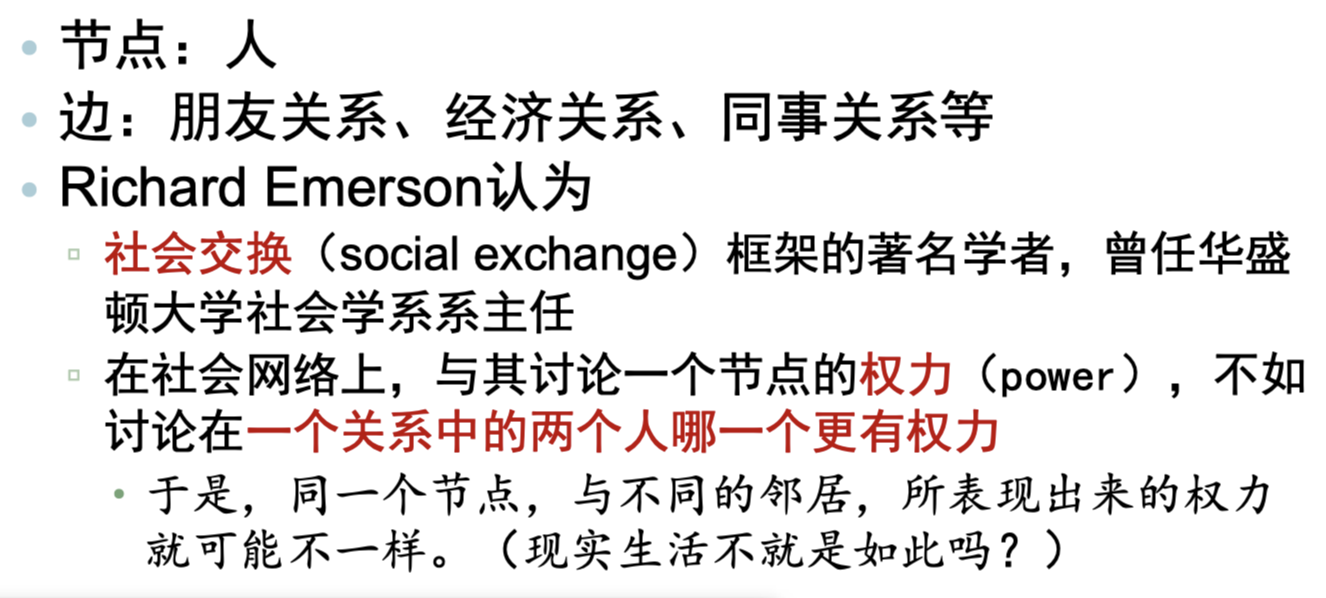 节点：人
边：朋友关系、经济关系、同事关系等
Richard Emerson认为
社会交换（social exchange）框架的著名学者，曾任华盛
顿大学社会学系系主任
在社会网络上，与其讨论一个节点的权力（power），不如
讨论在一个关系中的两个人哪一个更有权力
于是，同一个节点，与不同的邻居，所表现出来的权力
就可能不一样。（现实生活不就是如此吗？）